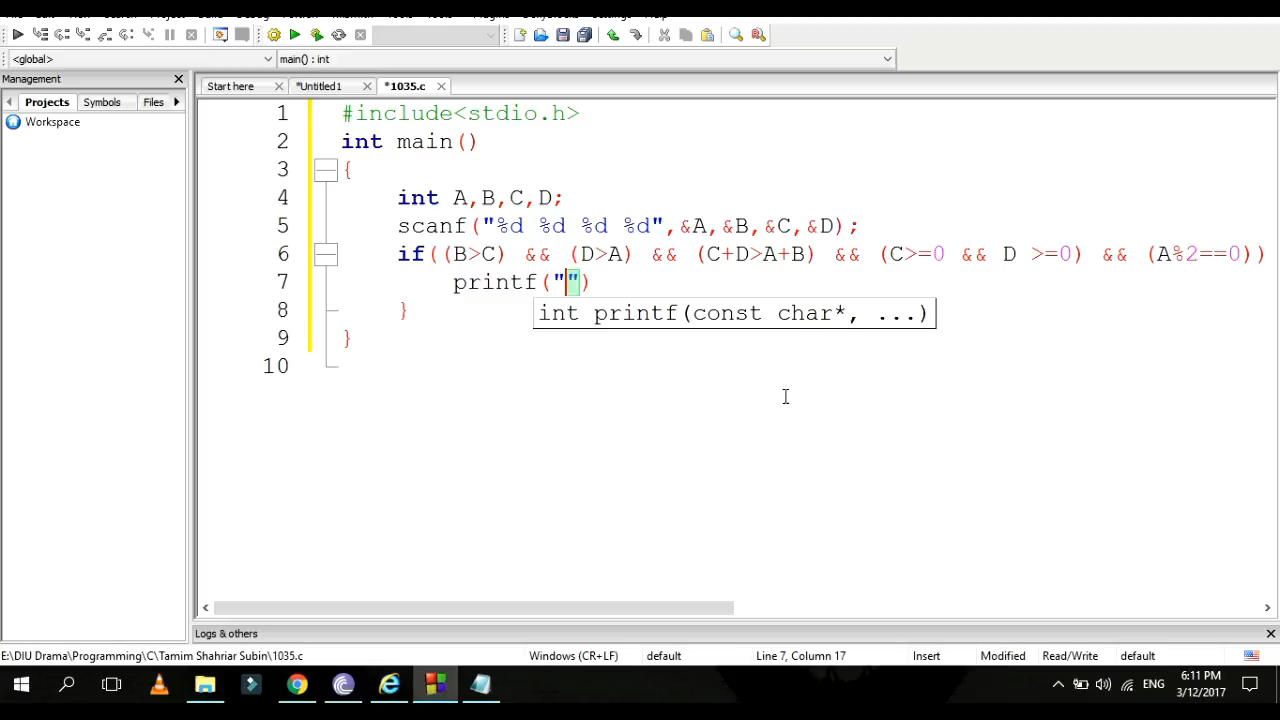 <global>
main() : int
Management
Start here
*Untitled1
*1035.c
Projects
Symbols
Files
Workspace
1 #include<stdio.h>
2 int main()
3 {
4 int A,B,C,D;
5 scanf("%d %d %d %d",&A,&B,&C,&D);
6 if((B>C) && (D>A) && (C+D>A+B) && (C>=0 && D >=0) && (A%2==0))
7 printf("")
int printf(const char*, ...)
8 }
9 }
10
Logs & others
E:\DIU Drama\Programming\C\Tamim Shahriar Subin\1035.c
Windows (CR+LF)
default
Line 7, Column 17
Insert
Modified
Read/Write
default
ENG
6:11 PM
3/12/2017